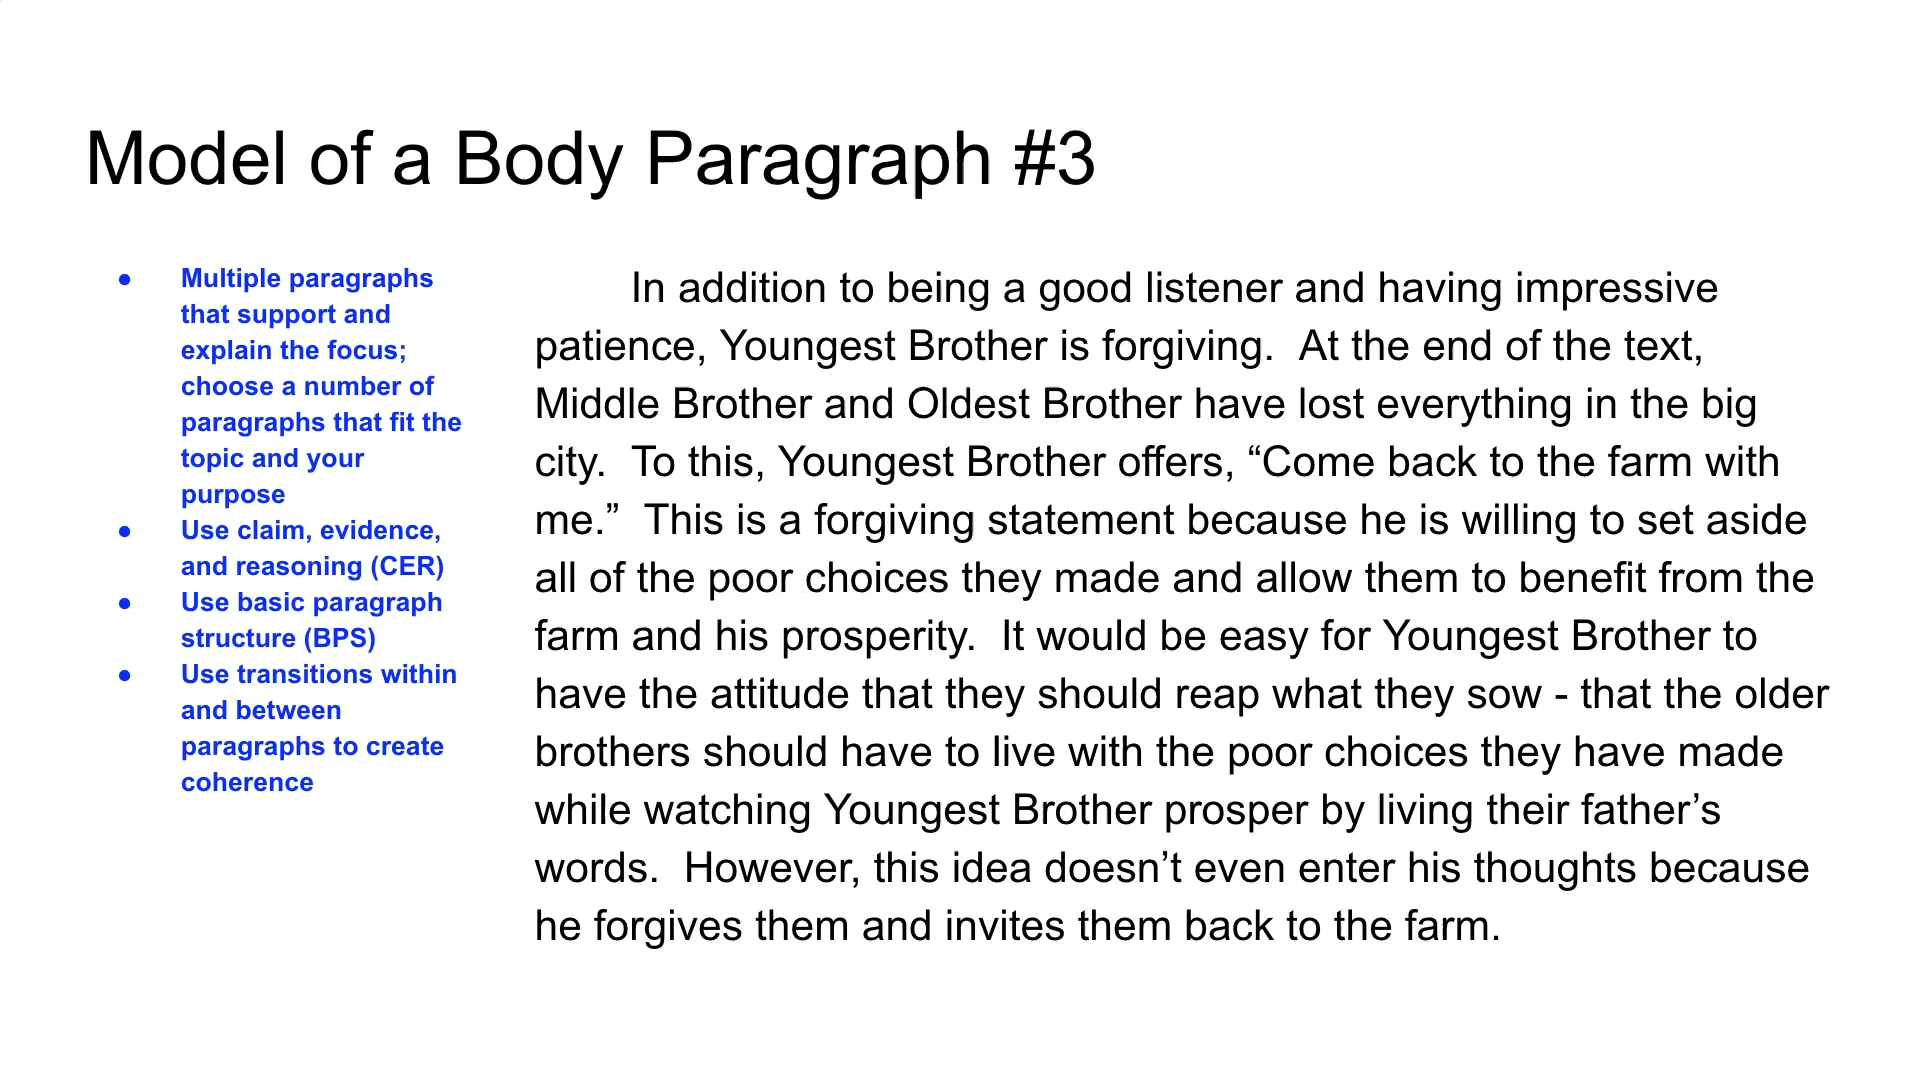 Model of a Body Paragraph #3
● Multiple paragraphs
that support and
explain the focus;
choose a number of
paragraphs that fit the
topic and your
purpose
● Use claim, evidence,
and reasoning (CER)
● Use basic paragraph
structure (BPS)
● Use transitions within
and between
paragraphs to create
coherence
In addition to being a good listener and having impressive
patience, Youngest Brother is forgiving.  At the end of the text,
Middle Brother and Oldest Brother have lost everything in the big
city.  To this, Youngest Brother offers, “Come back to the farm with
me.”  This is a forgiving statement because he is willing to set aside
all of the poor choices they made and allow them to benefit from the
farm and his prosperity.  It would be easy for Youngest Brother to
have the attitude that they should reap what they sow - that the older
brothers should have to live with the poor choices they have made
while watching Youngest Brother prosper by living their father’s
words.  However, this idea doesn’t even enter his thoughts because
he forgives them and invites them back to the farm.